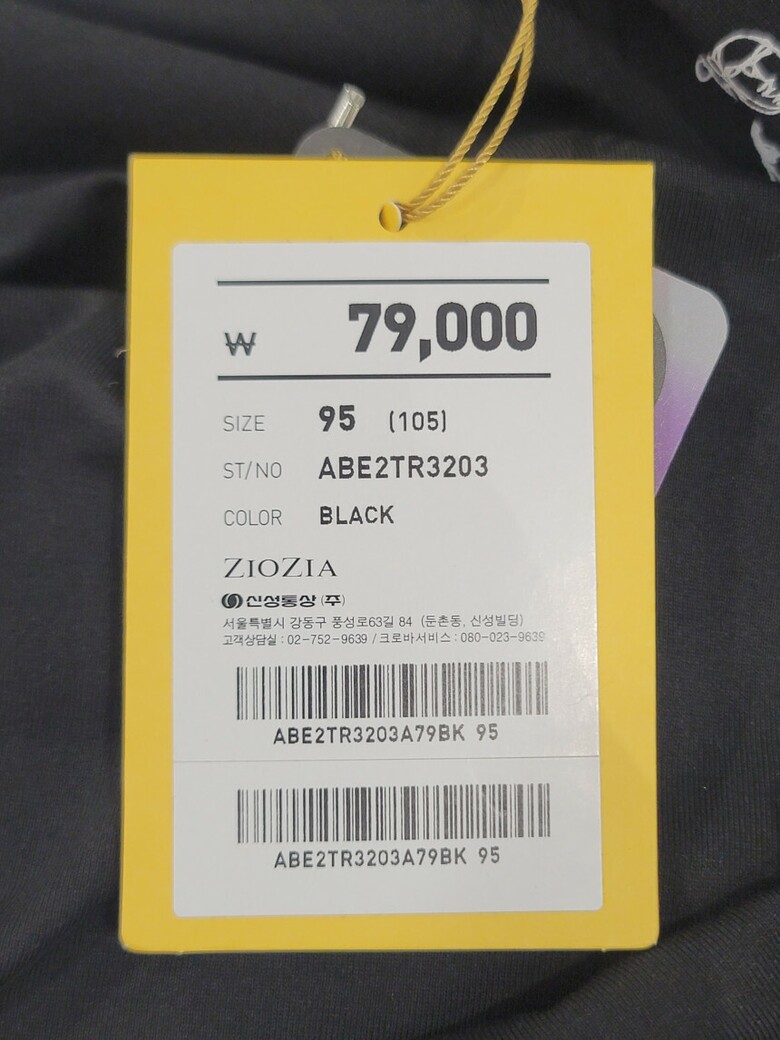 ₩ 79,000
SIZE 95 (105)
ST/NO ABE2TR3203
COLOR BLACK
ZIOZIA
신성통상(주)
서울특별시 강동구 풍성로63길 84 (둔촌동, 신성빌딩)
고객상담실 : 02-752-9639 / 크로바서비스 : 080-023-9639
ABE2TR3203A79BK 95
ABE2TR3203A79BK 95